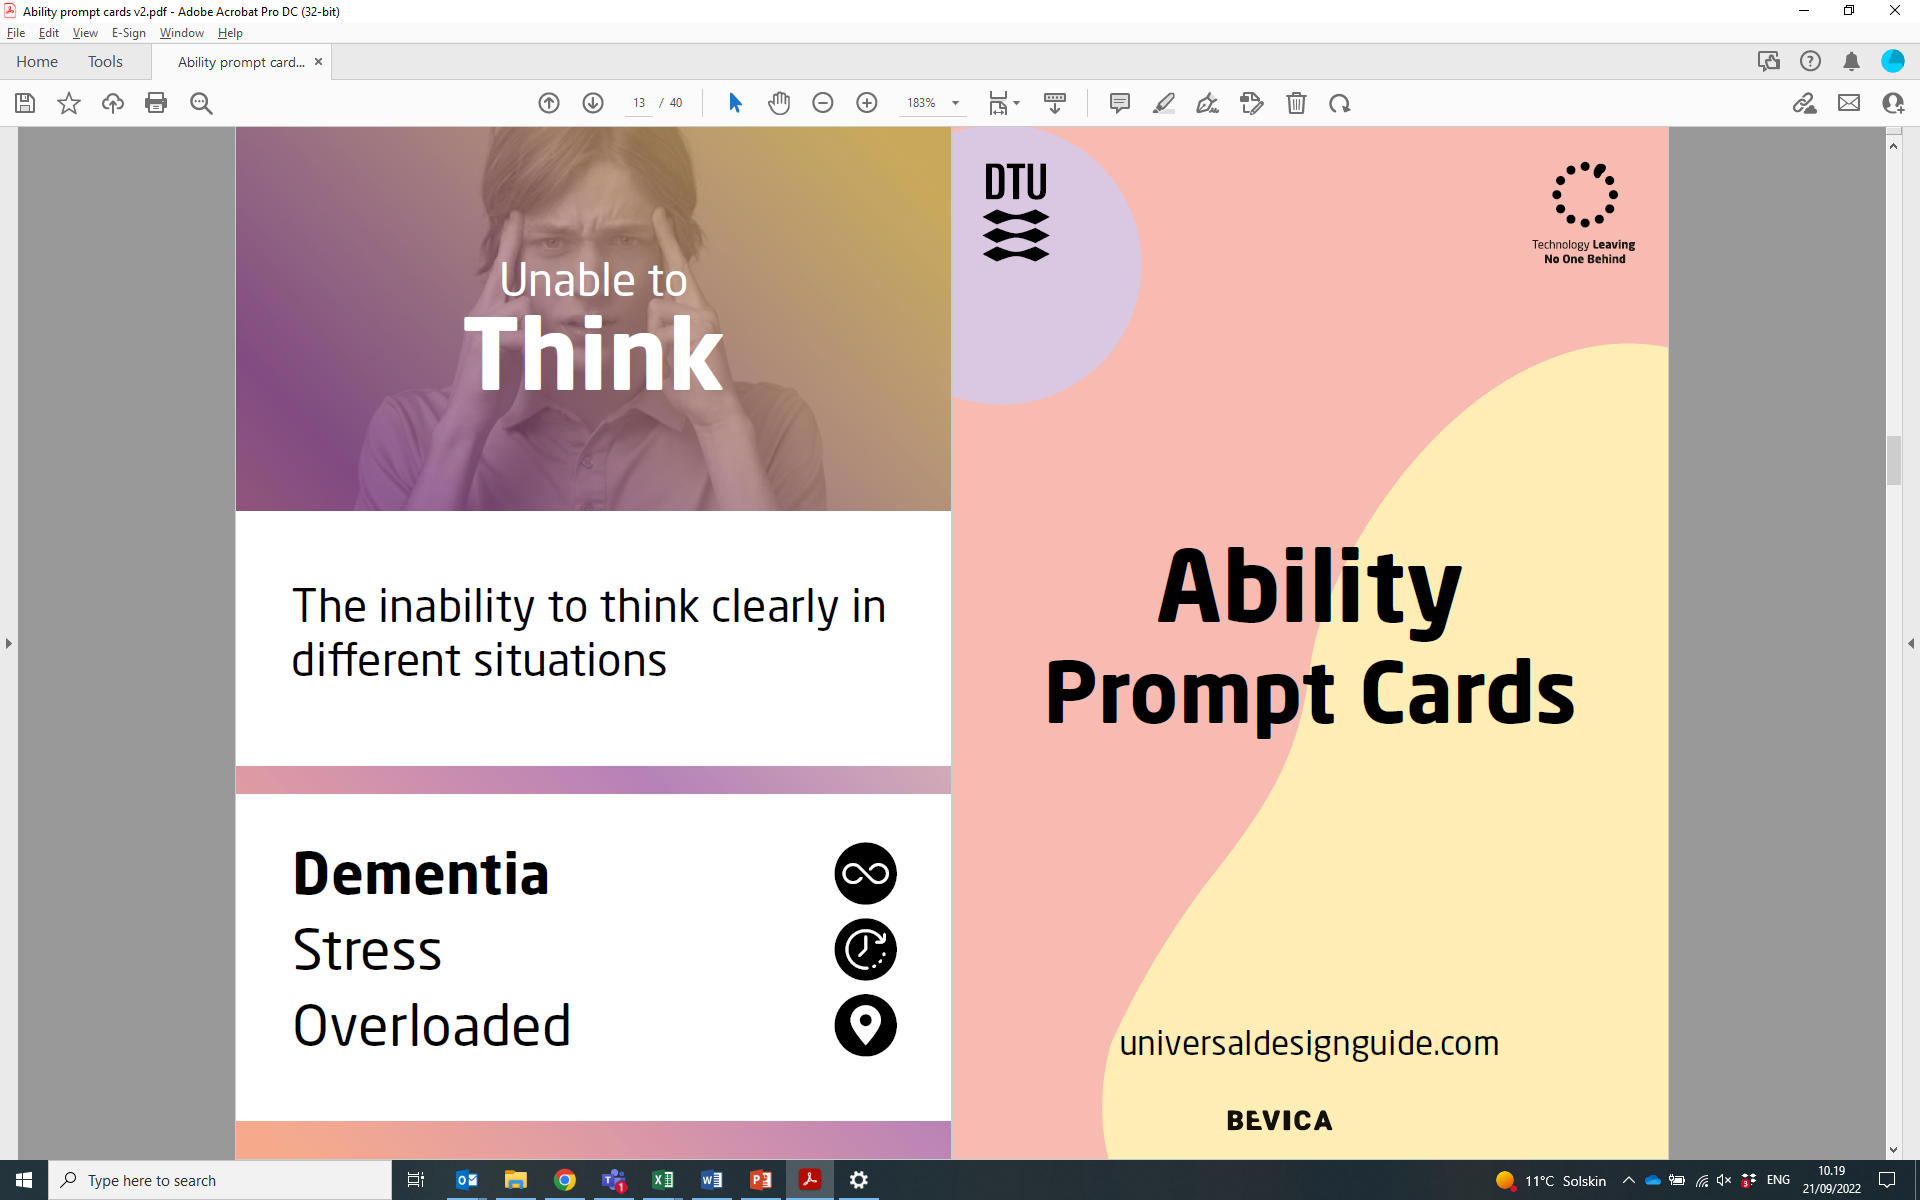 Ability prompt cards v2.pdf - Adobe Acrobat Pro DC (32-bit)
File Edit View E-Sign Window Help
Home Tools Ability prompt card...
13 / 40 183%
Unable to
Think
The inability to think clearly in
different situations
Dementia
Stress
Overloaded
DTU
Technology Leaving
No One Behind
Ability
Prompt Cards
universaldesignguide.com
BEVICA
Type here to search
1
3
11°C Solskin
ENG
10.19
21/09/2022